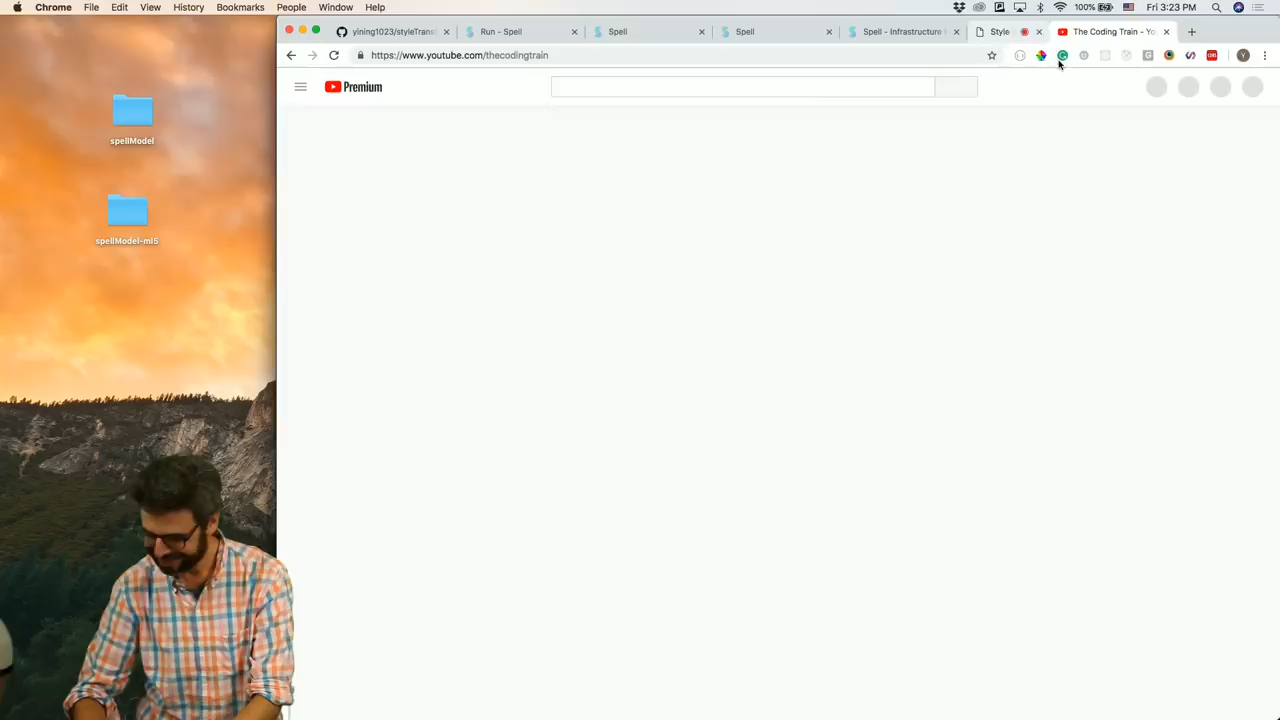 Chrome File Edit View History Bookmarks People Window Help 100% Fri 3:23 PM
yining1023/styleTrans Run - Spell Spell Spell Spell - Infrastructure Style The Coding Train - Yo
https://www.youtube.com/thecodingtrain
Premium
spellModel
spellModel-ml5